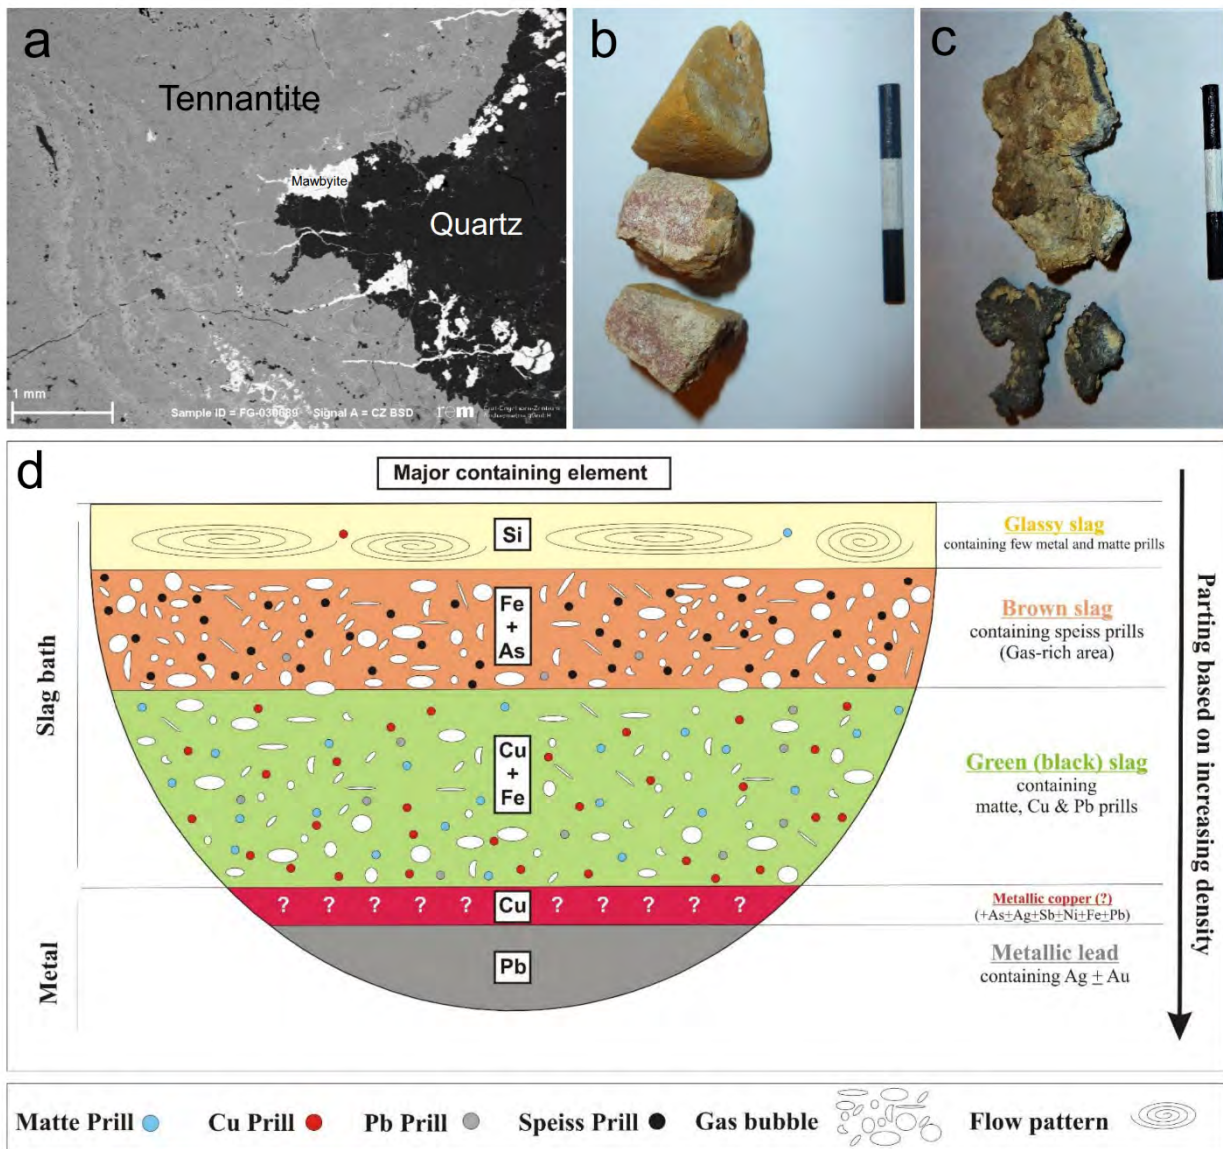 a
Tennantite
Mawbyite
Quartz
1 mm
Sample ID = FG-030689 Signal A = CZ BSD
rem
b
c
d
Major containing element
Slag bath
Metal
Si
Fe
+
As
Cu
+
Fe
? ? ? ? ? Cu ? ? ? ? ?
Pb
Glassy slag
containing few metal and matte prills
Brown slag
containing speiss prills
(Gas-rich area)
Green (black) slag
containing
matte, Cu & Pb prills
Metallic copper (?)
(+As±Ag±Sb±Ni±Fe±Pb)
Metallic lead
containing Ag ± Au
Parting based on increasing density
Matte Prill Cu Prill Pb Prill Speiss Prill Gas bubble Flow pattern